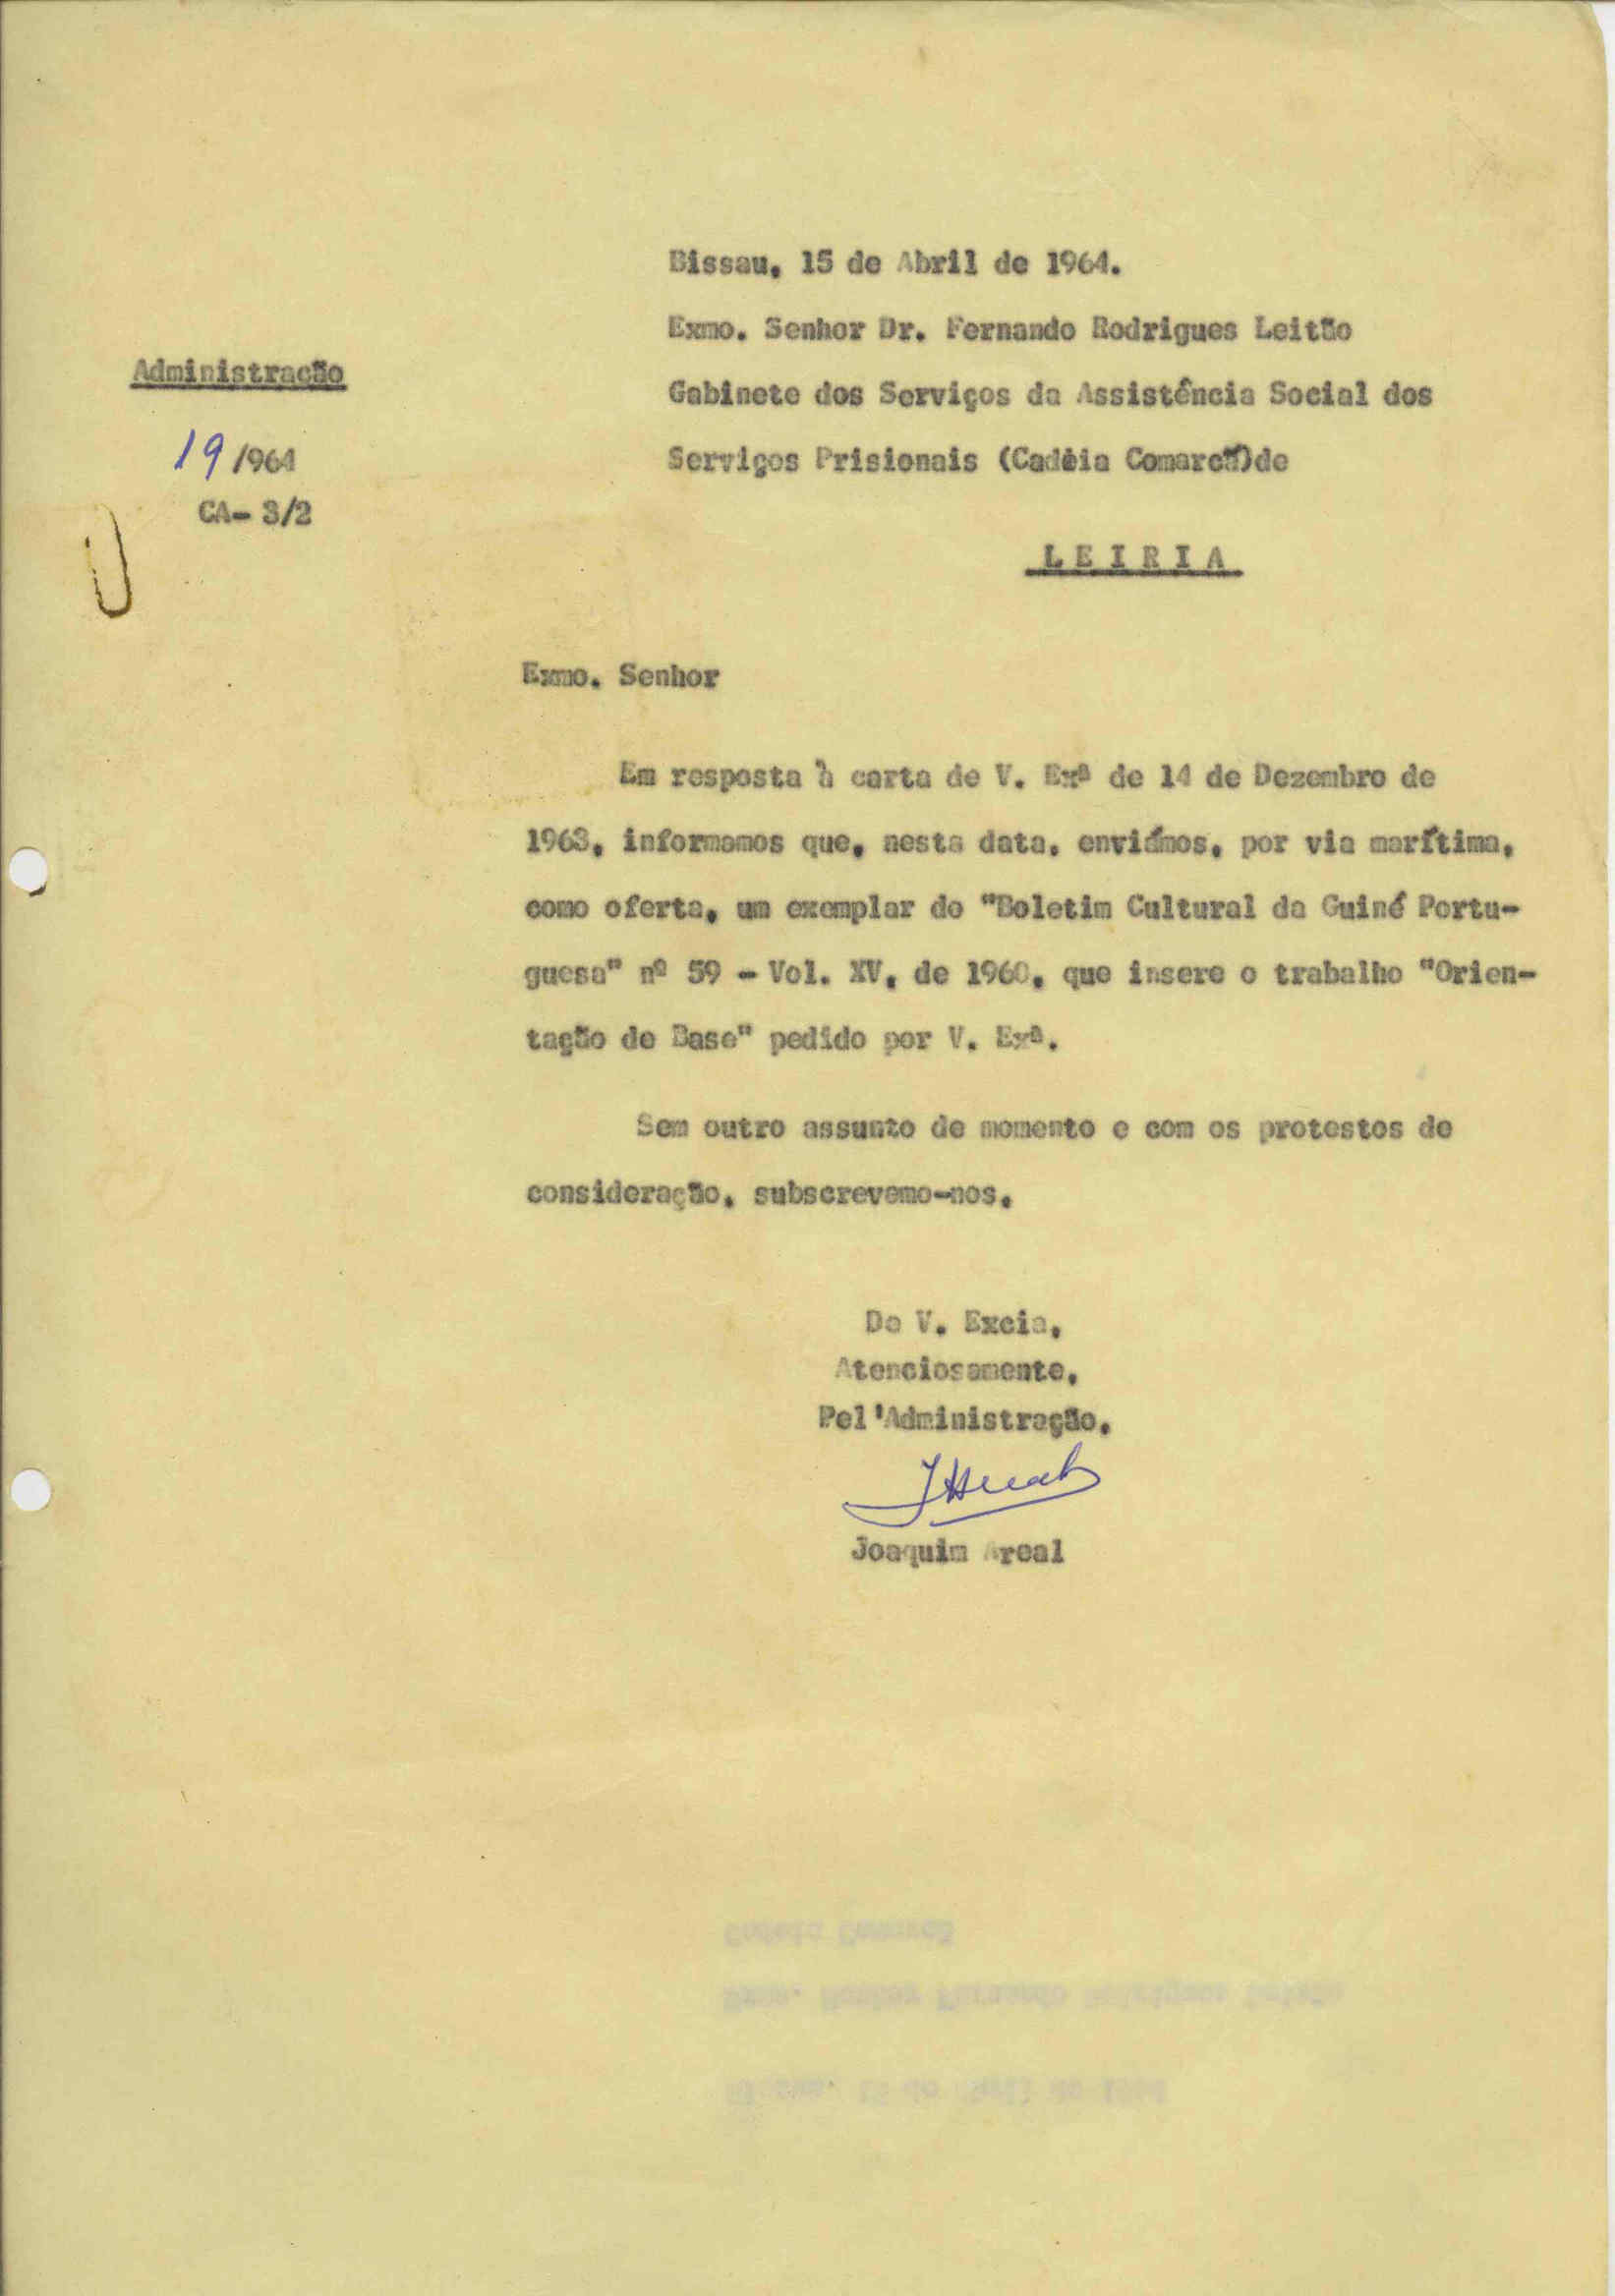 Bissau, 15 de Abril de 1964.
Exmo. Senhor Dr. Fernando Rodrigues Leitão
Administração
Gabinete dos Serviços da Assistência Social dos
19/964
Serviços Prisionais (Cadèia Comarcã)de
CA- 3/2
LEIRIA
Exmo. Senhor
Em resposta à carta de V. Exª de 14 de Dezembro de
1963, informamos que, nesta data, enviámos, por via marítima,
como oferta, um exemplar do "Boletim Cultural da Guiné Portu-
guesa" nº 59 - Vol. XV, de 1960, que insere o trabalho "Orien-
tação de Base" pedido por V. Exª.
Sem outro assunto de momento e com os protestos de
consideração, subscrevemo-nos,
De V. Excia,
Atenciosamente,
Pel'Administração,
JAreal
Joaquim Areal